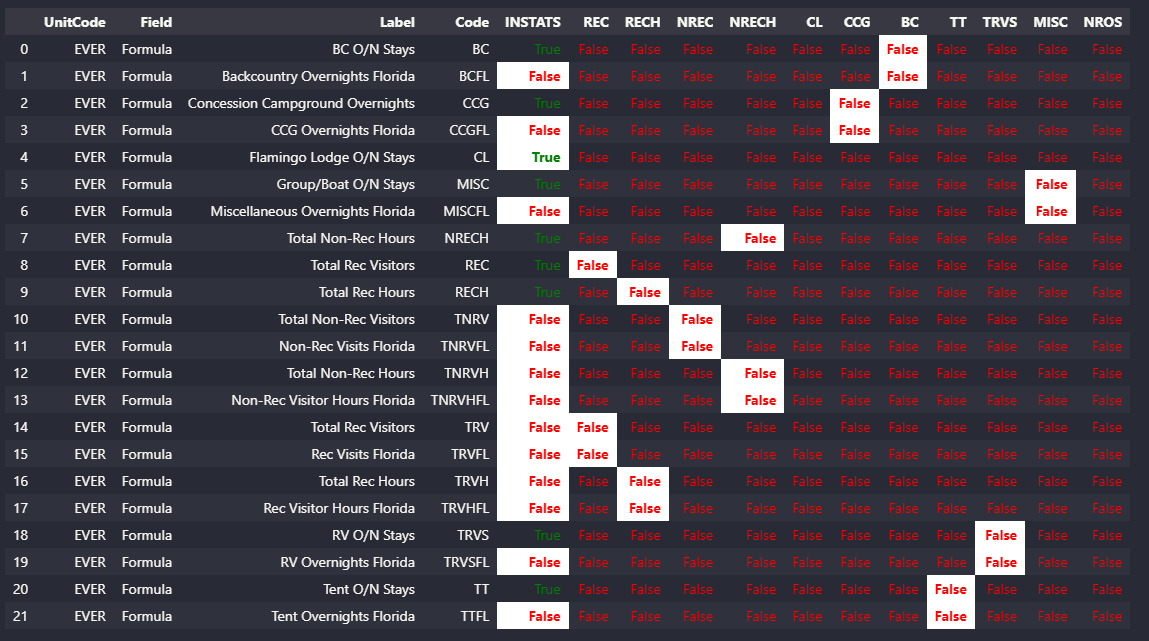 UnitCode Field Label Code INSTATS REC RECH NREC NRECH CL CCG BC TT TRVS MISC NROS
0 EVER Formula BC O/N Stays BC True False False False False False False False False False False False
1 EVER Formula Backcountry Overnights Florida BCFL False False False False False False False False False False False False
2 EVER Formula Concession Campground Overnights CCG True False False False False False False False False False False False
3 EVER Formula CCG Overnights Florida CCGFL False False False False False False False False False False False False
4 EVER Formula Flamingo Lodge O/N Stays CL True False False False False False False False False False False False
5 EVER Formula Group/Boat O/N Stays MISC True False False False False False False False False False False False
6 EVER Formula Miscellaneous Overnights Florida MISCFL False False False False False False False False False False False False
7 EVER Formula Total Non-Rec Hours NRECH True False False False False False False False False False False False
8 EVER Formula Total Rec Visitors REC True False False False False False False False False False False False
9 EVER Formula Total Rec Hours RECH True False False False False False False False False False False False
10 EVER Formula Total Non-Rec Visitors TNRV False False False False False False False False False False False False
11 EVER Formula Non-Rec Visits Florida TNRVFL False False False False False False False False False False False False
12 EVER Formula Total Non-Rec Hours TNRVH False False False False False False False False False False False False
13 EVER Formula Non-Rec Visitor Hours Florida TNRVHFL False False False False False False False False False False False False
14 EVER Formula Total Rec Visitors TRV False False False False False False False False False False False False
15 EVER Formula Rec Visits Florida TRVFL False False False False False False False False False False False False
16 EVER Formula Total Rec Hours TRVH False False False False False False False False False False False False
17 EVER Formula Rec Visitor Hours Florida TRVHFL False False False False False False False False False False False False
18 EVER Formula RV O/N Stays TRVS True False False False False False False False False False False False
19 EVER Formula RV Overnights Florida TRVSFL False False False False False False False False False False False False
20 EVER Formula Tent O/N Stays TT True False False False False False False False False False False False
21 EVER Formula Tent Overnights Florida TTFL False False False False False False False False False False False False